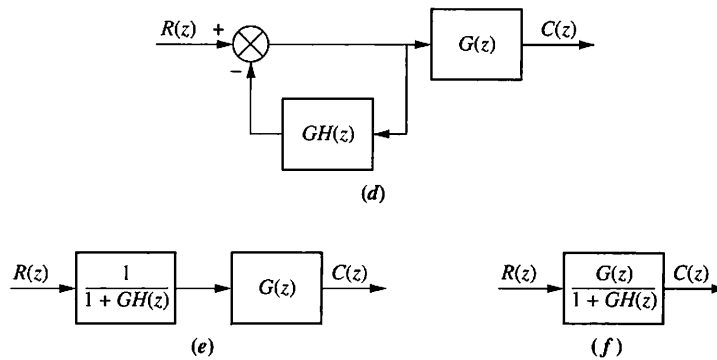 R(z) + G(z) C(z)
−
GH(z)
(d)
R(z) 1 G(z) C(z) R(z) G(z) C(z)
1 + GH(z) 1 + GH(z)
(e) (f)